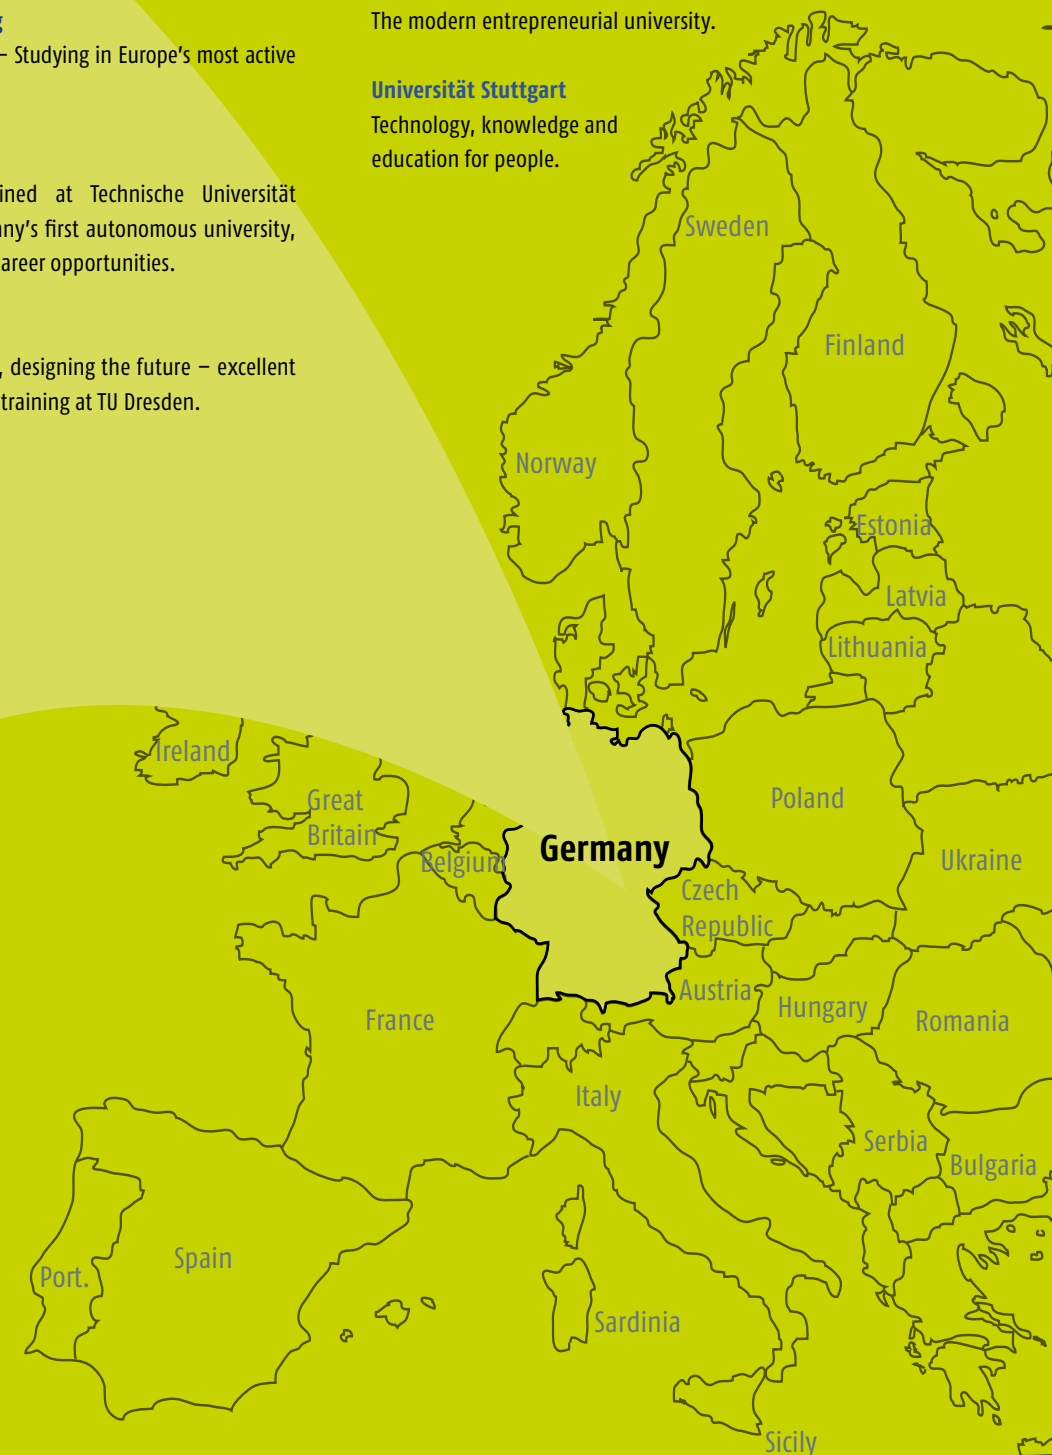 g
– Studying in Europe's most active
ined at Technische Universität
any's first autonomous university,
areer opportunities.
, designing the future – excellent
training at TU Dresden.
The modern entrepreneurial university.
Universität Stuttgart
Technology, knowledge and
education for people.
Sweden
Finland
Norway
Estonia
Latvia
Lithuania
Ireland
Great
Britain
Belgium
Germany
Poland
Ukraine
Czech
Republic
Austria
Hungary
Romania
France
Italy
Serbia
Bulgaria
Spain
Port.
Sardinia
Sicily